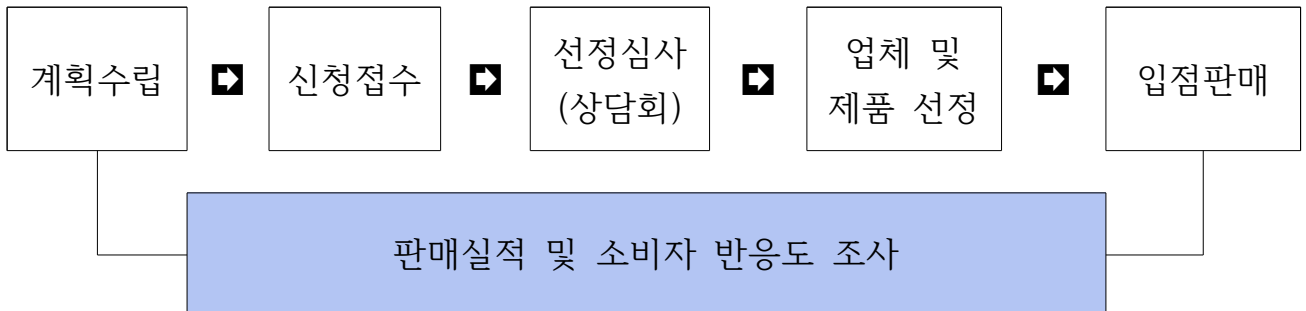 계획수립
신청접수
선정심사
(상담회)
업체 및
제품 선정
입점판매
판매실적 및 소비자 반응도 조사